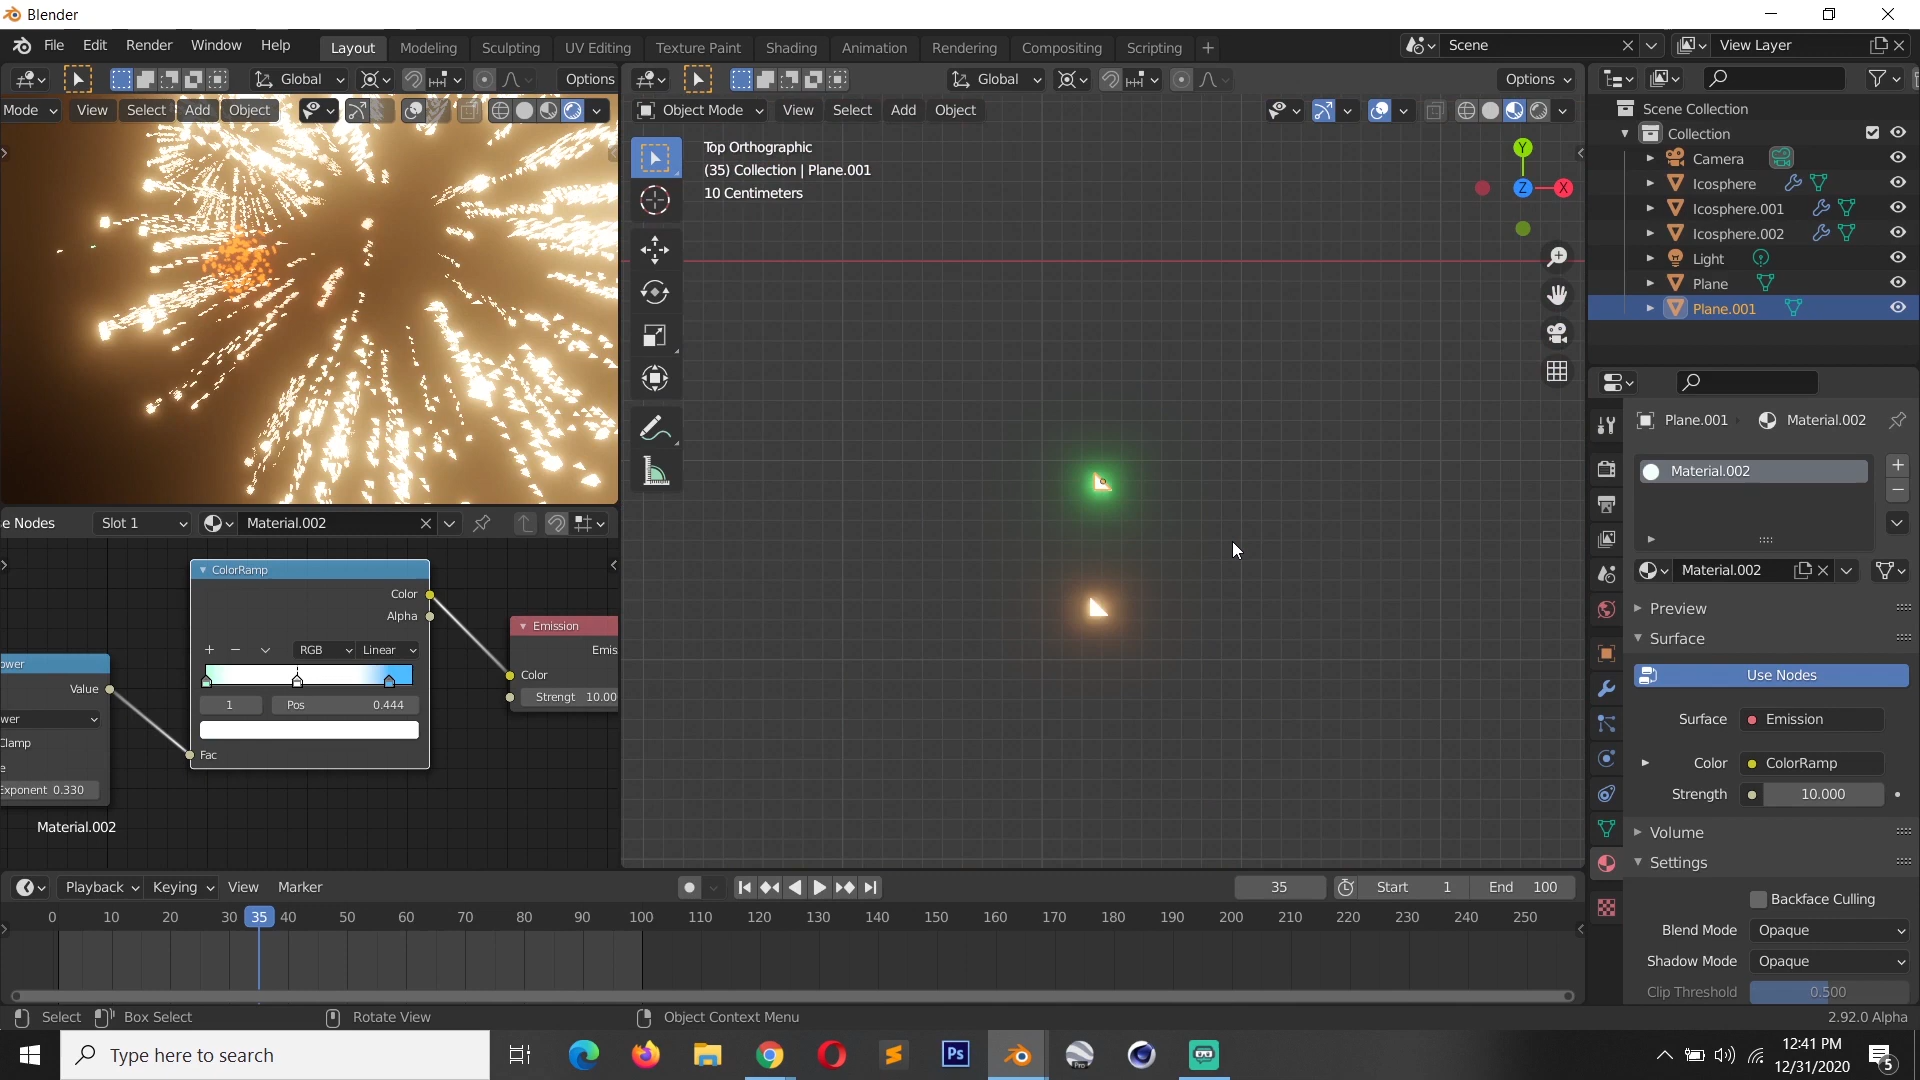 Blender
File Edit Render Window Help Layout Modeling Sculpting UV Editing Texture Paint Shading Animation Rendering Compositing Scripting + Scene View Layer
Global Options Global Options
Mode View Select Add Object Object Mode View Select Add Object
Top Orthographic
(35) Collection | Plane.001
10 Centimeters
Y
Z
X
Scene Collection
Collection
Camera
Icosphere
Icosphere.001
Icosphere.002
Light
Plane
Plane.001
Plane.001 Material.002
Material.002
Material.002
Preview
Surface
Use Nodes
Surface Emission
Color ColorRamp
Strength 10.000
Volume
Settings
Backface Culling
Blend Mode Opaque
Shadow Mode Opaque
Clip Threshold 0.500
e Nodes Slot 1 Material.002
ColorRamp
Color
Alpha
RGB Linear
1 Pos 0.444
Fac
ower
Value
wer
Clamp
e
Exponent 0.330
Emission
Emis
Color
Strengt 10.00
Material.002
Playback Keying View Marker 35 Start 1 End 100
0 10 20 30 35 40 50 60 70 80 90 100 110 120 130 140 150 160 170 180 190 200 210 220 230 240 250
Select Box Select Rotate View Object Context Menu 2.92.0 Alpha
Type here to search
Ps
Pro
12:41 PM
12/31/2020
5